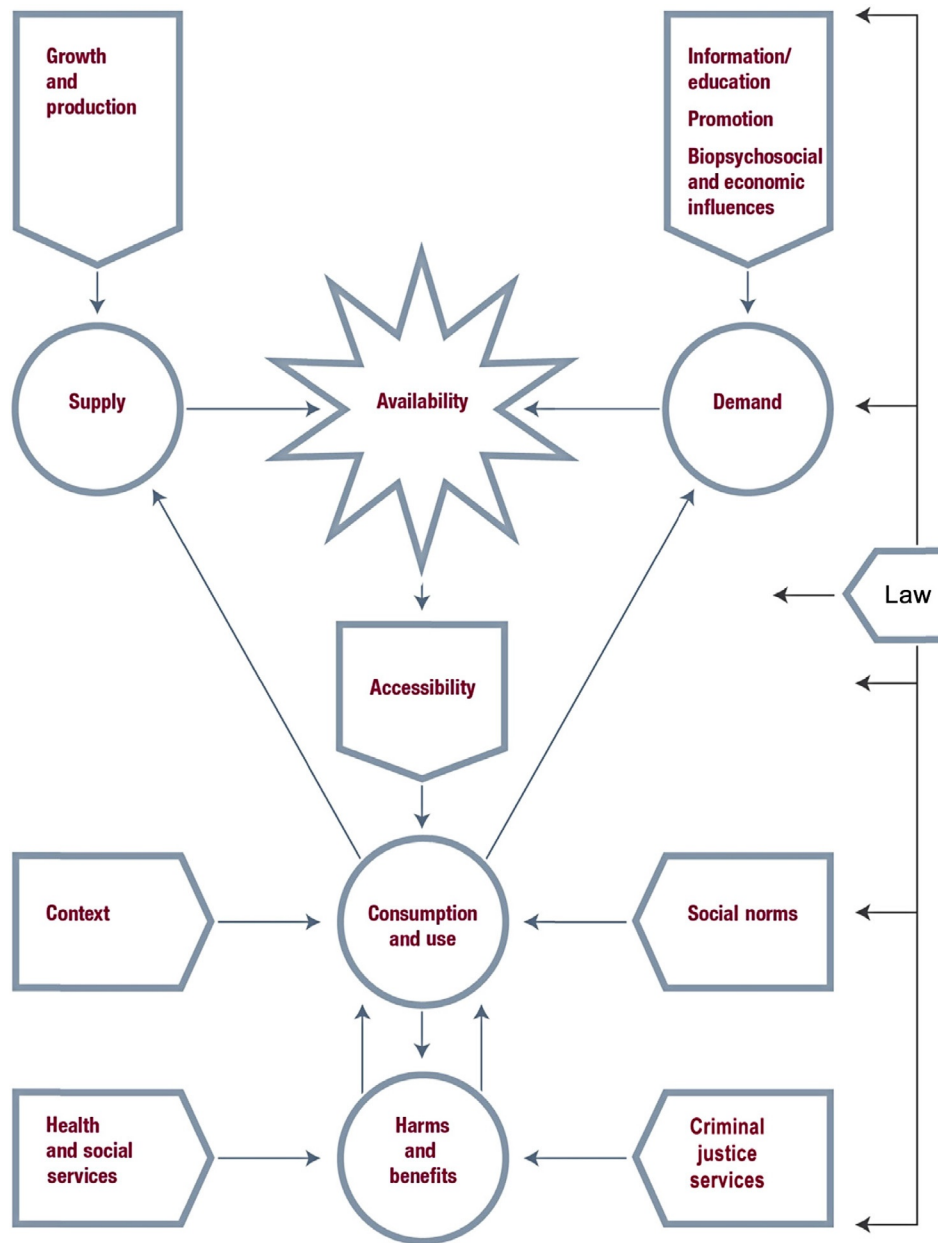 Growth
and
production
Information/
education
Promotion
Biopsychosocial
and economic
influences
Supply
Availability
Demand
Law
Accessibility
Context
Consumption
and use
Social norms
Health
and social
services
Harms
and
benefits
Criminal
justice
services